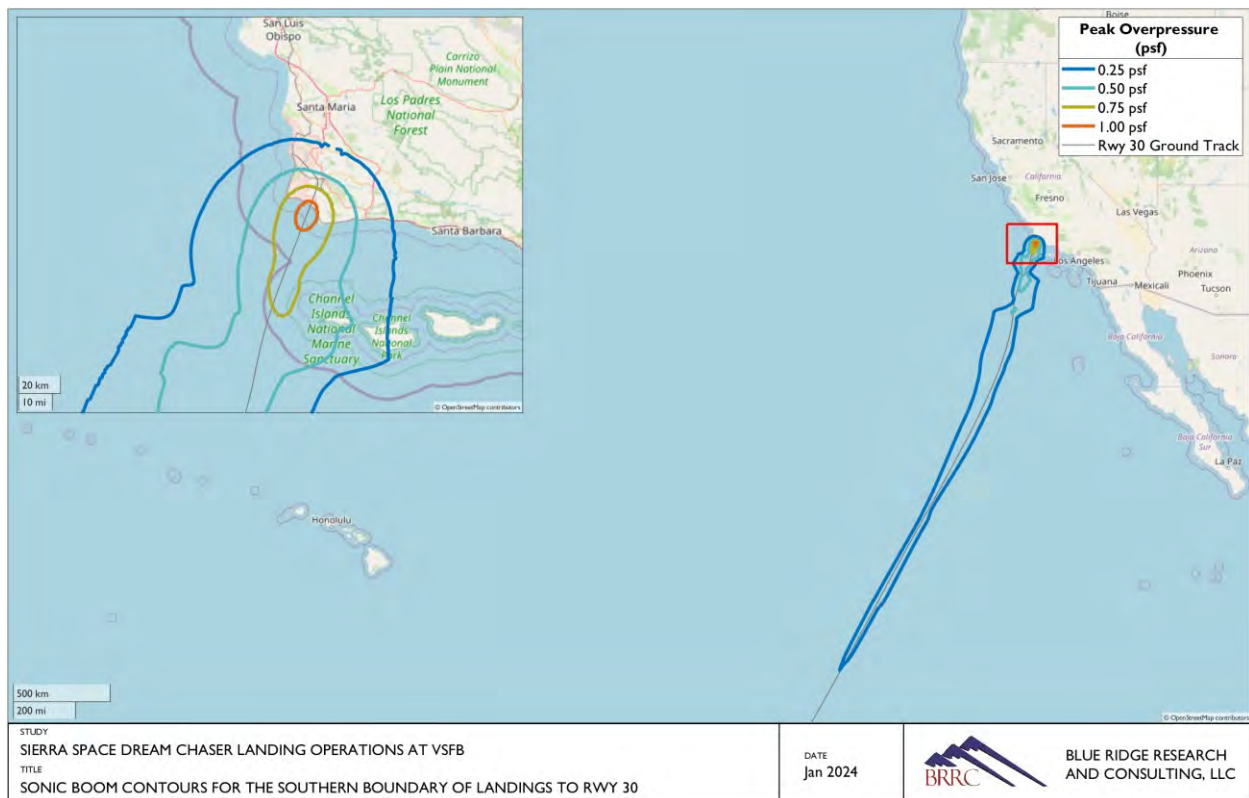 San Luis
Obispo
Carrizo
Plain National
Monument
Santa Maria
Los Padres
National
Forest
Santa Barbara
Channel
Islands
National
Marine
Sanctuary
Channel
Islands
National
Park
20 km
10 mi
© OpenStreetMap contributors
Boise
Peak Overpressure
(psf)
0.25 psf
0.50 psf
0.75 psf
1.00 psf
Rwy 30 Ground Track
Sacramento
San Jose
California
Fresno
Las Vegas
Los Angeles
Arizona
Phoenix
Tucson
Tijuana
Mexicali
Baja California
Sonora
Baja California
Sur
La Paz
Honolulu
500 km
200 mi
© OpenStreetMap contributors
STUDY
SIERRA SPACE DREAM CHASER LANDING OPERATIONS AT VSFB
TITLE
SONIC BOOM CONTOURS FOR THE SOUTHERN BOUNDARY OF LANDINGS TO RWY 30
DATE
Jan 2024
BRRC
BLUE RIDGE RESEARCH
AND CONSULTING, LLC